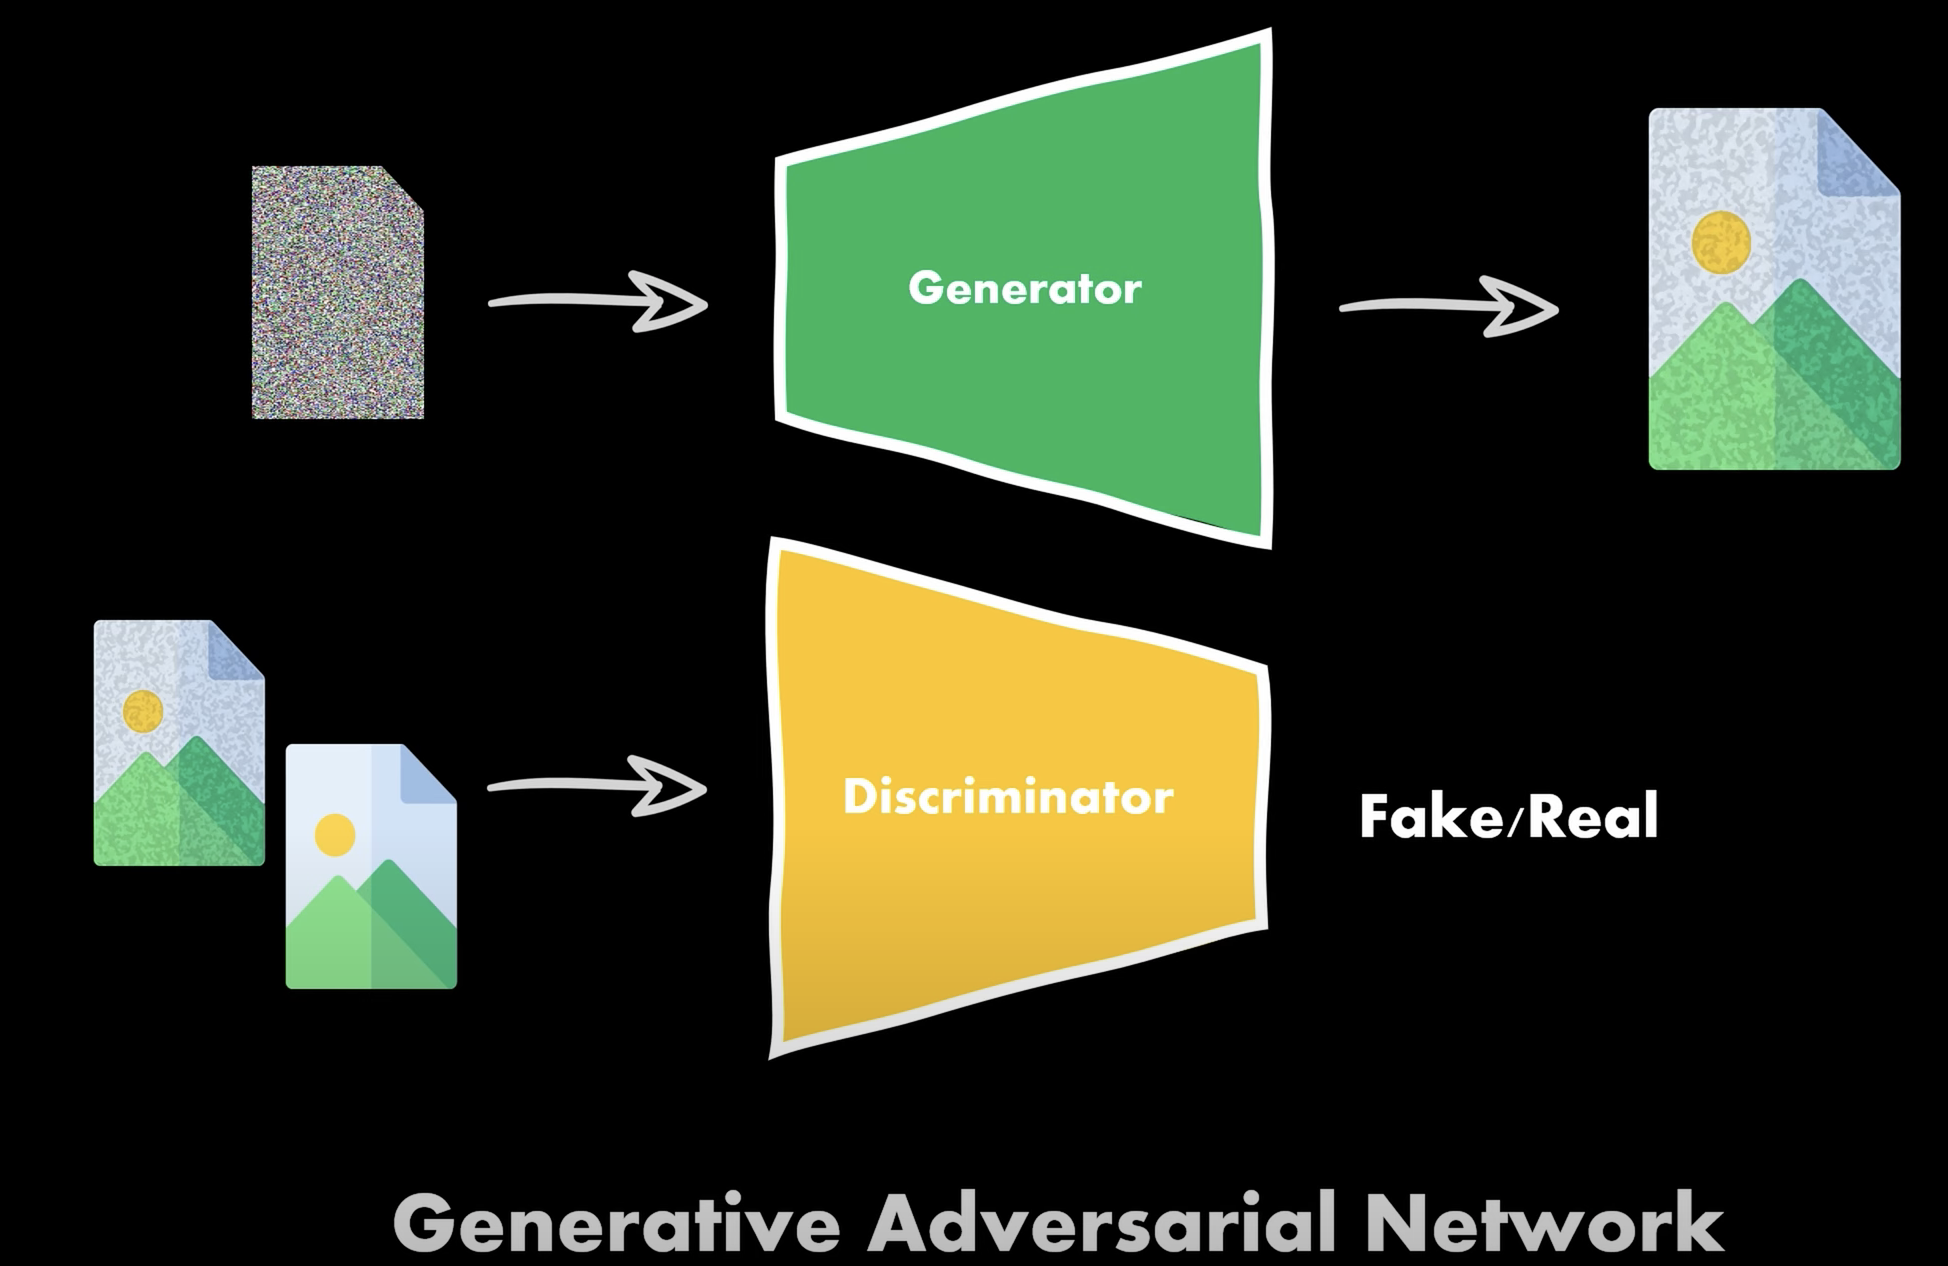 Generator
Discriminator
Fake/Real
Generative Adversarial Network